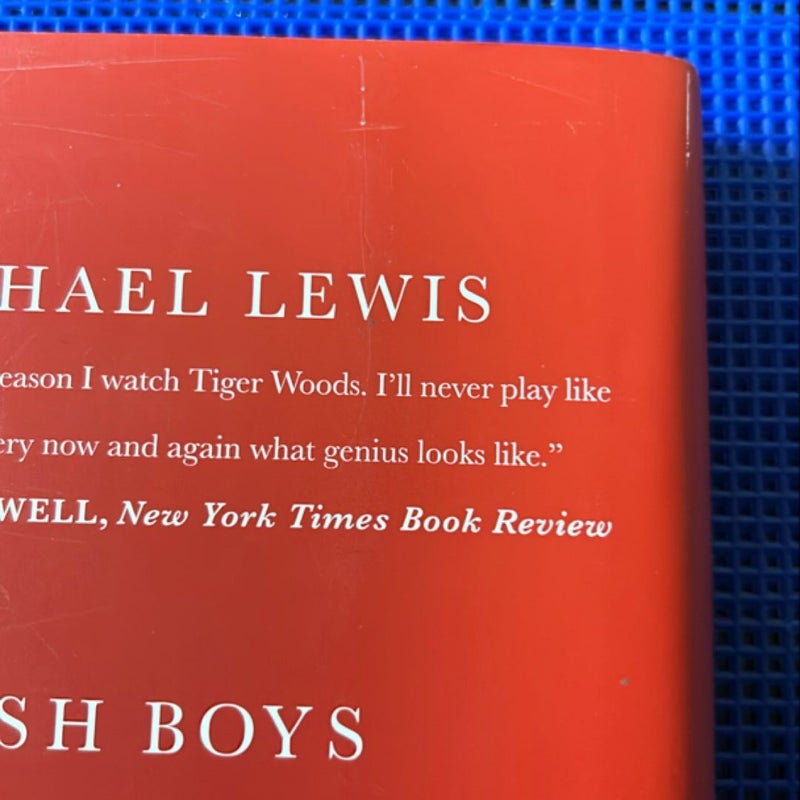 HAEL LEWIS
eason I watch Tiger Woods. I’ll never play like
ery now and again what genius looks like.”
WELL, New York Times Book Review
SH BOYS